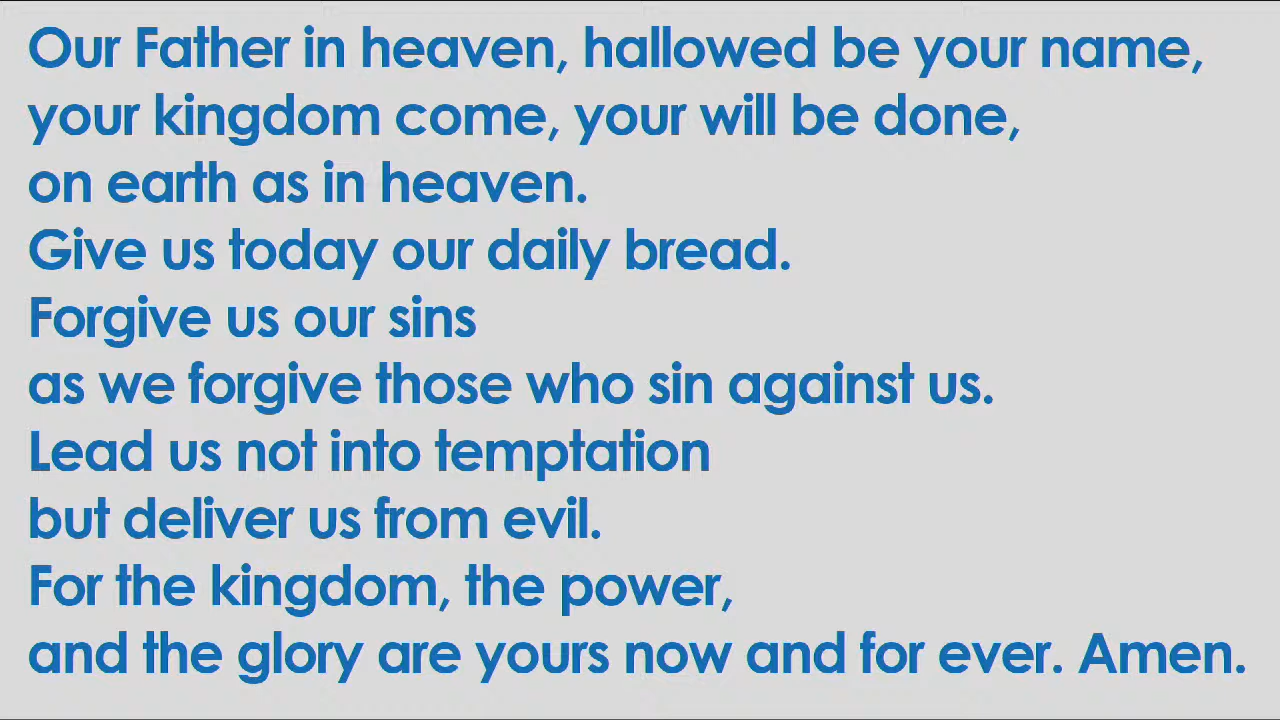 Our Father in heaven, hallowed be your name,
your kingdom come, your will be done,
on earth as in heaven.
Give us today our daily bread.
Forgive us our sins
as we forgive those who sin against us.
Lead us not into temptation
but deliver us from evil.
For the kingdom, the power,
and the glory are yours now and for ever. Amen.